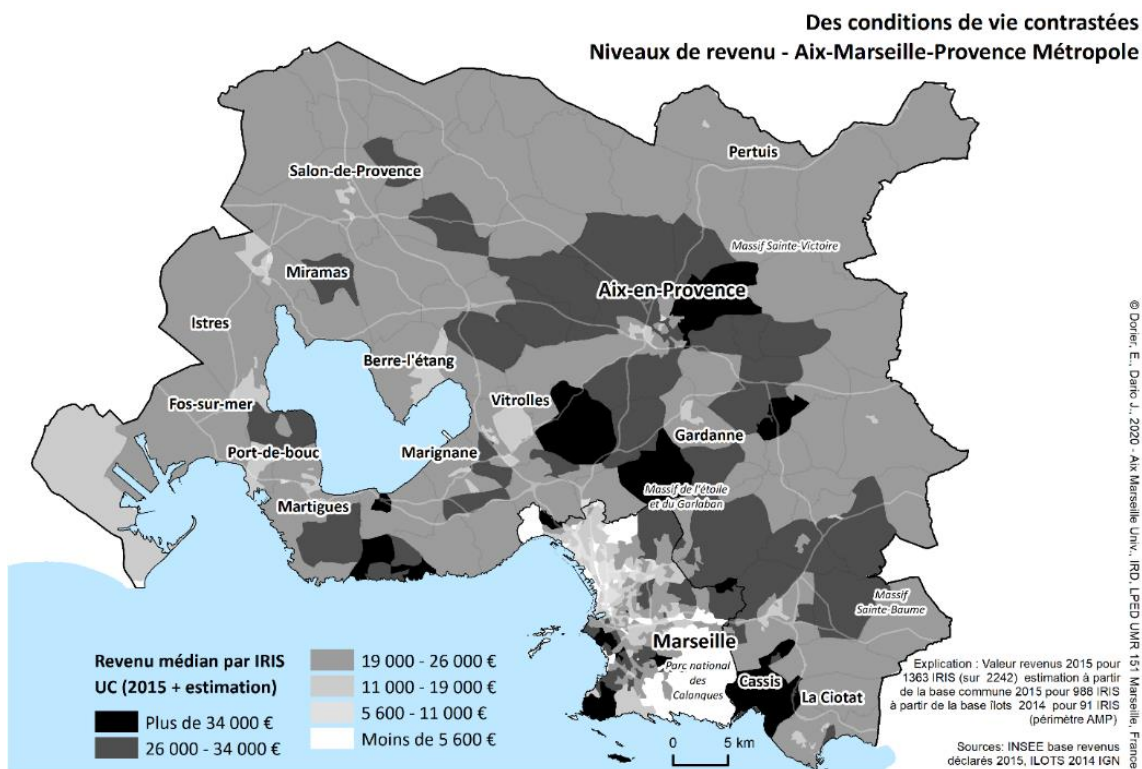 Des conditions de vie contrastées
Niveaux de revenu - Aix-Marseille-Provence Métropole
Pertuis
Salon-de-Provence
Massif Sainte-Victoire
Miramas
Aix-en-Provence
Istres
Berre-l'étang
Fos-sur-mer
Vitrolles
Gardanne
Port-de-bouc
Marignane
Massif de l'étoile
et du Garlaban
Martigues
Massif
Sainte-Baume
Marseille
Parc national
des
Calanques
Cassis
La Ciotat
Revenu médian par IRIS
UC (2015 + estimation)
Plus de 34 000 €
26 000 - 34 000 €
19 000 - 26 000 €
11 000 - 19 000 €
5 600 - 11 000 €
Moins de 5 600 €
0 5 km
Explication : Valeur revenus 2015 pour
1363 IRIS (sur 2242) estimation à partir
de la base commune 2015 pour 988 IRIS
à partir de la base îlots 2014 pour 91 IRIS
(périmètre AMP)
Sources: INSEE base revenus
déclarés 2015, ILOTS 2014 IGN
© Dorier, E., Dario J., 2020 - Aix Marseille Univ., IRD, LPED UMR 151 Marseille, France